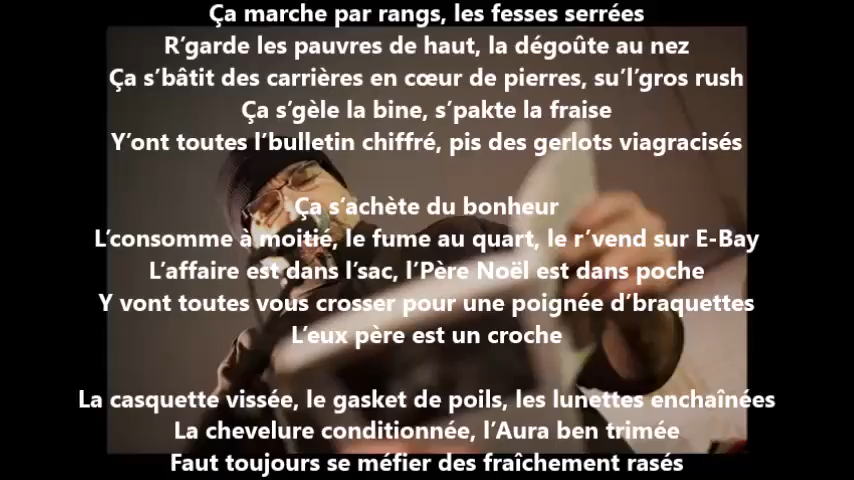 Ça marche par rangs, les fesses serrées
R'garde les pauvres de haut, la dégoûte au nez
Ça s'bâtit des carrières en cœur de pierres, su'l'gros rush
Ça s'gèle la bine, s'pakte la fraise
Y'ont toutes l'bulletin chiffré, pis des gerlots viagracisés
Ça s'achète du bonheur
L'consomme à moitié, le fume au quart, le r'vend sur E-Bay
L'affaire est dans l'sac, l'Père Noël est dans poche
Y vont toutes vous crosser pour une poignée d'braquettes
L'eux père est un croche
La casquette vissée, le gasket de poils, les lunettes enchaînées
La chevelure conditionnée, l'Aura ben trimée
Faut toujours se méfier des fraîchement rasés